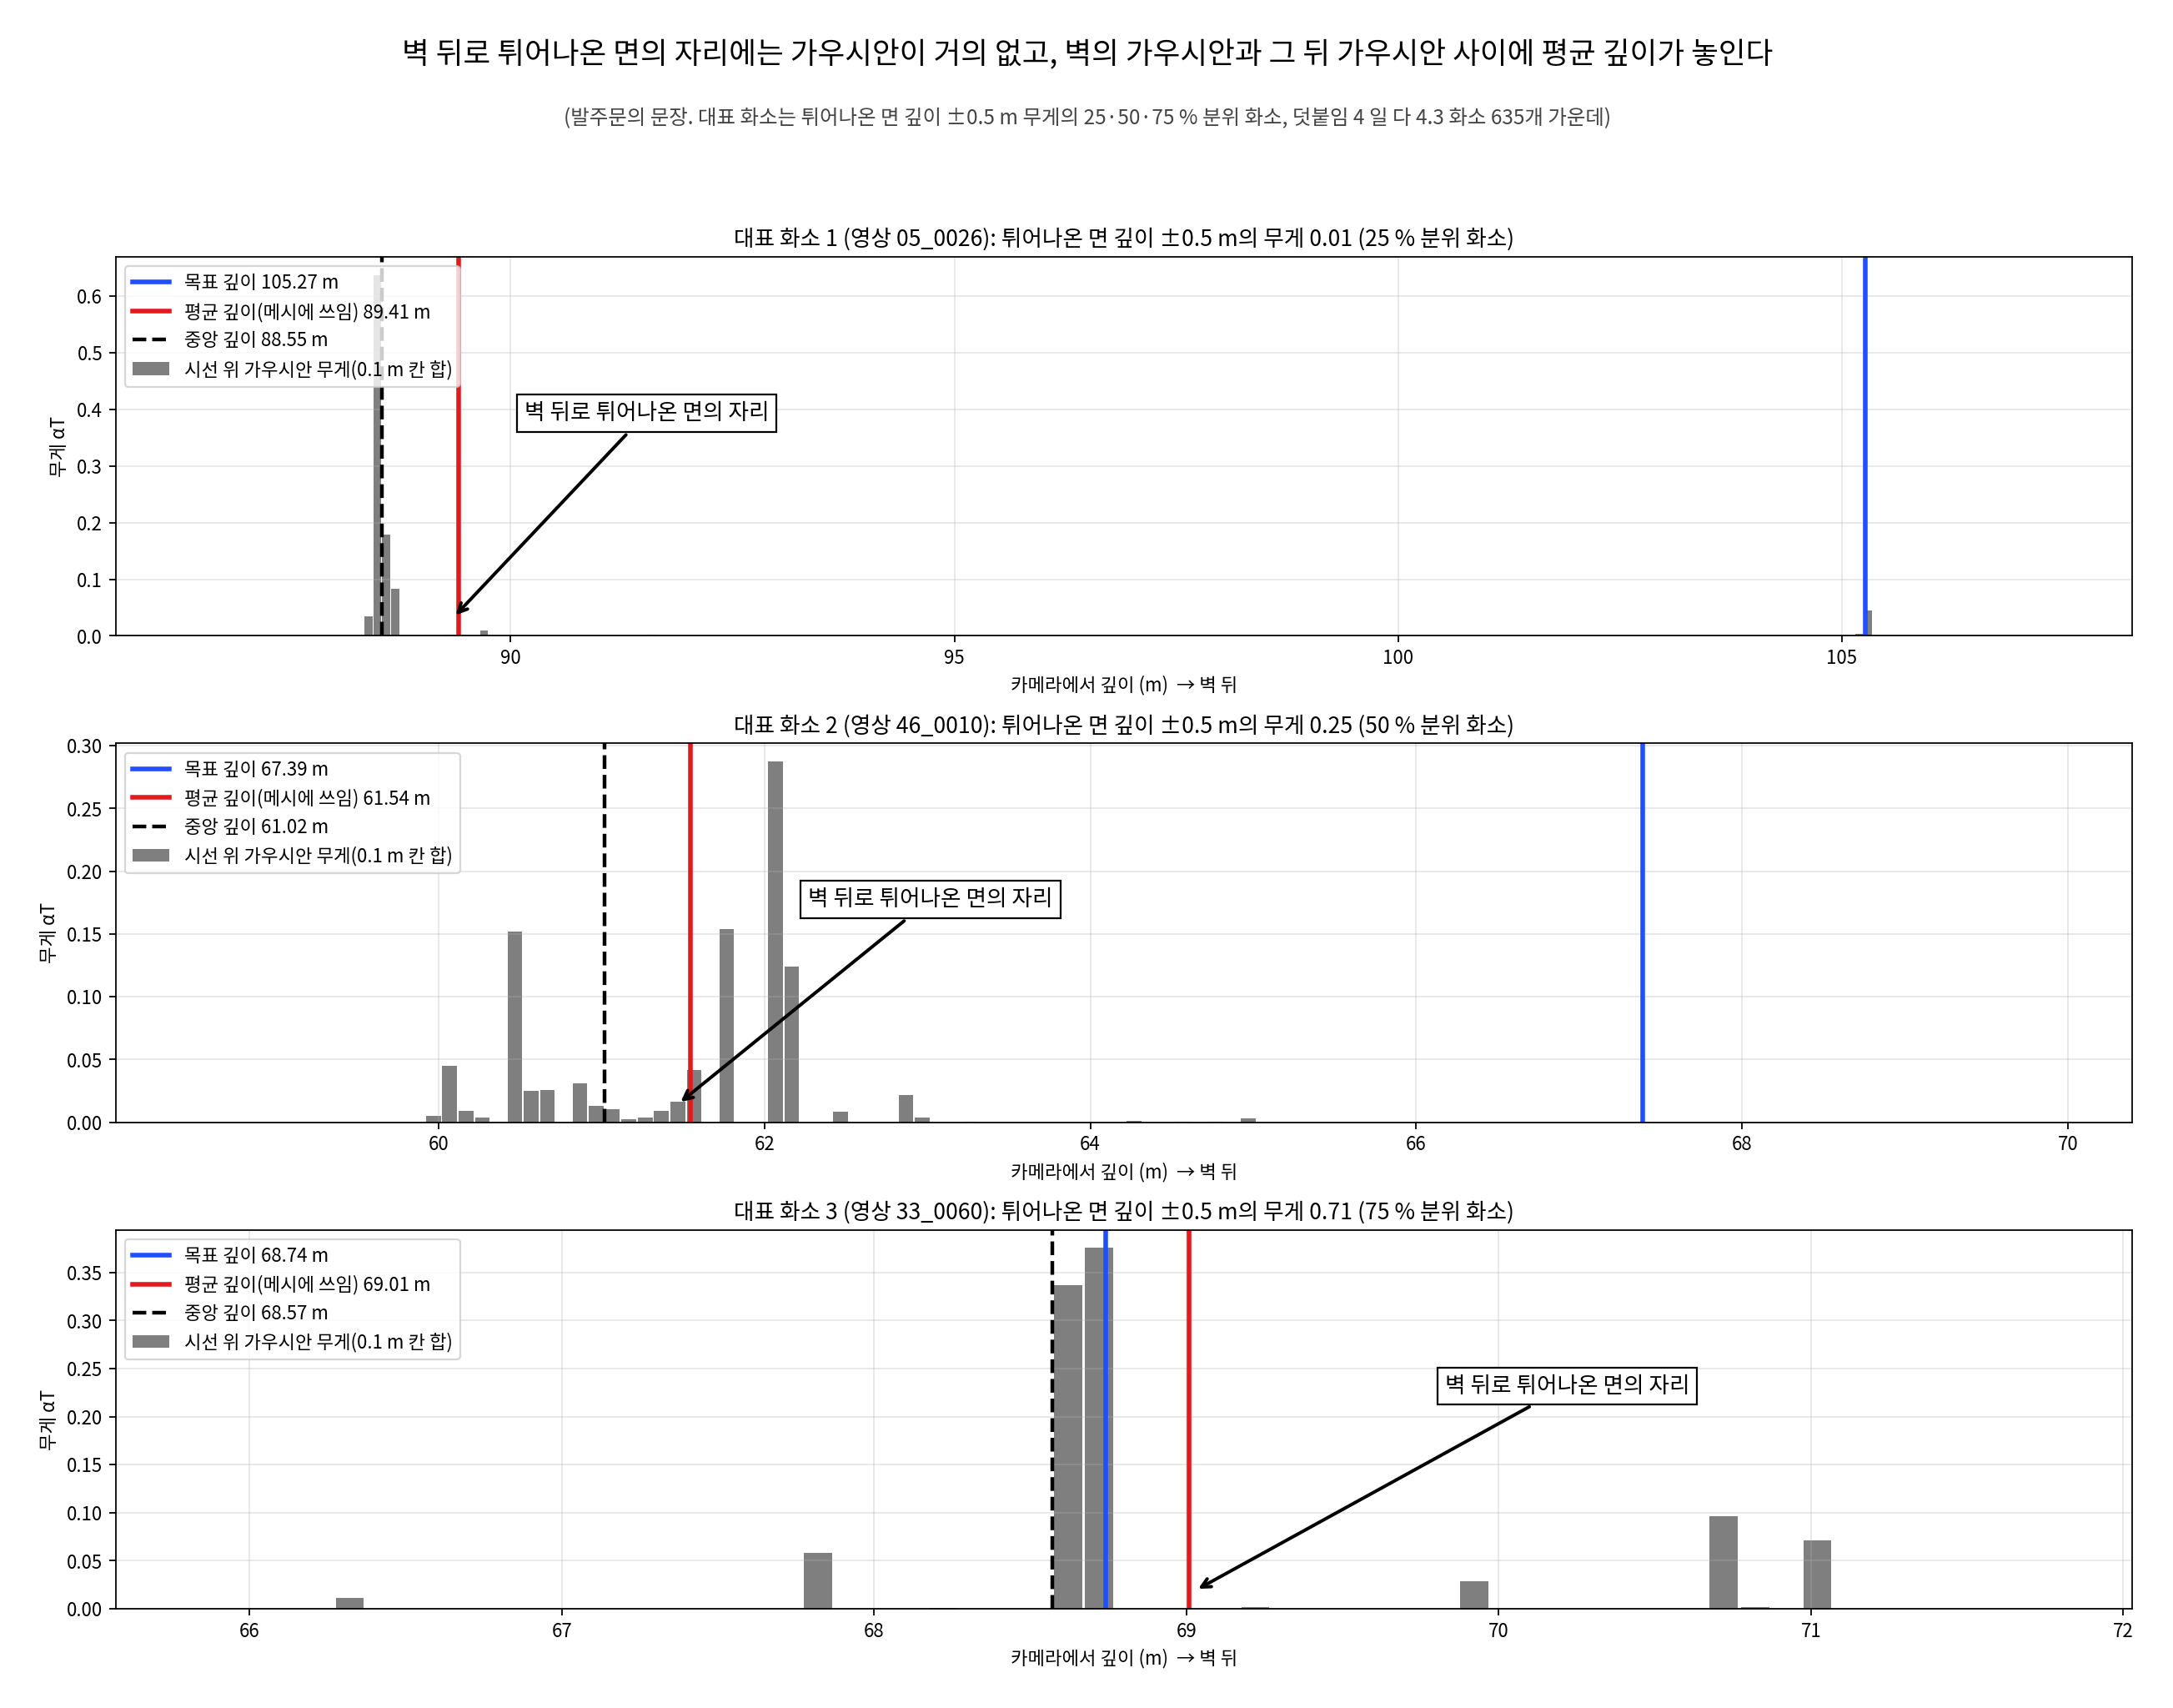 벽 뒤로 튀어나온 면의 자리에는 가우시안이 거의 없고, 벽의 가우시안과 그 뒤 가우시안 사이에 평균 깊이가 놓인다
(발주문의 문장. 대표 화소는 튀어나온 면 깊이 ±0.5 m 무게의 25·50·75 % 분위 화소, 덧붙임 4 일 다 4.3 화소 635개 가운데)
대표 화소 1 (영상 05_0026): 튀어나온 면 깊이 ±0.5 m의 무게 0.01 (25 % 분위 화소)
목표 깊이 105.27 m
평균 깊이(메시에 쓰임) 89.41 m
중앙 깊이 88.55 m
시선 위 가우시안 무게(0.1 m 칸 합)
벽 뒤로 튀어나온 면의 자리
무게 αT
0.6
0.5
0.4
0.3
0.2
0.1
0.0
90 95 100 105
카메라에서 깊이 (m) → 벽 뒤
대표 화소 2 (영상 46_0010): 튀어나온 면 깊이 ±0.5 m의 무게 0.25 (50 % 분위 화소)
목표 깊이 67.39 m
평균 깊이(메시에 쓰임) 61.54 m
중앙 깊이 61.02 m
시선 위 가우시안 무게(0.1 m 칸 합)
벽 뒤로 튀어나온 면의 자리
무게 αT
0.30
0.25
0.20
0.15
0.10
0.05
0.00
60 62 64 66 68 70
카메라에서 깊이 (m) → 벽 뒤
대표 화소 3 (영상 33_0060): 튀어나온 면 깊이 ±0.5 m의 무게 0.71 (75 % 분위 화소)
목표 깊이 68.74 m
평균 깊이(메시에 쓰임) 69.01 m
중앙 깊이 68.57 m
시선 위 가우시안 무게(0.1 m 칸 합)
벽 뒤로 튀어나온 면의 자리
무게 αT
0.35
0.30
0.25
0.20
0.15
0.10
0.05
0.00
66 67 68 69 70 71 72
카메라에서 깊이 (m) → 벽 뒤